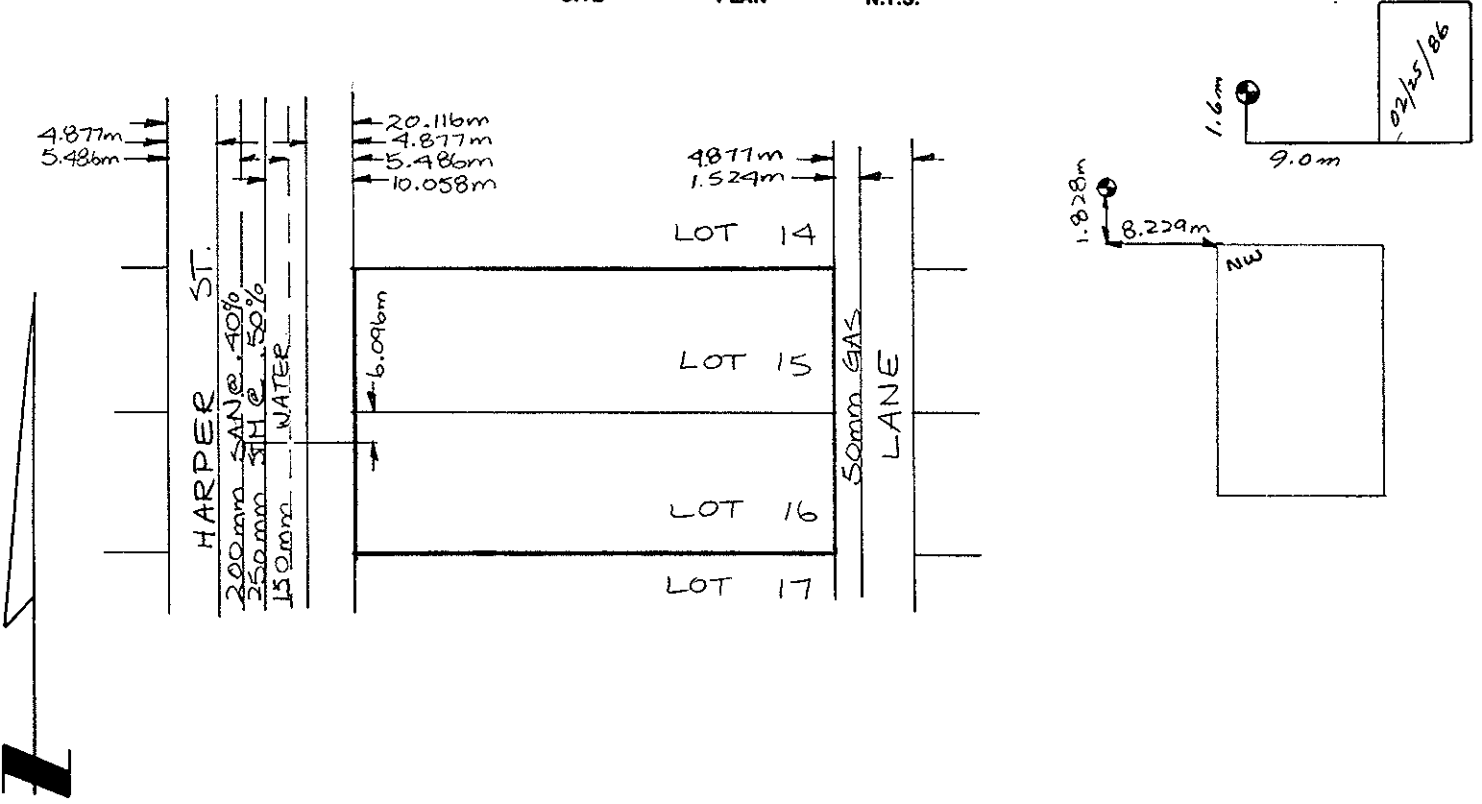 PLAN
N.T.S.
4.877m
5.486m
20.116m
4.877m
5.486m
10.058m
4.877m
1.524m
LOT 14
LOT 15
LOT 16
LOT 17
6.096m
HARPER ST.
200mm SAN @ .40%
250mm STH @ .50%
150mm WATER
50mm GAS
LANE
1.6m
9.0m
02/25/86
1.828m
8.229m
NW
N